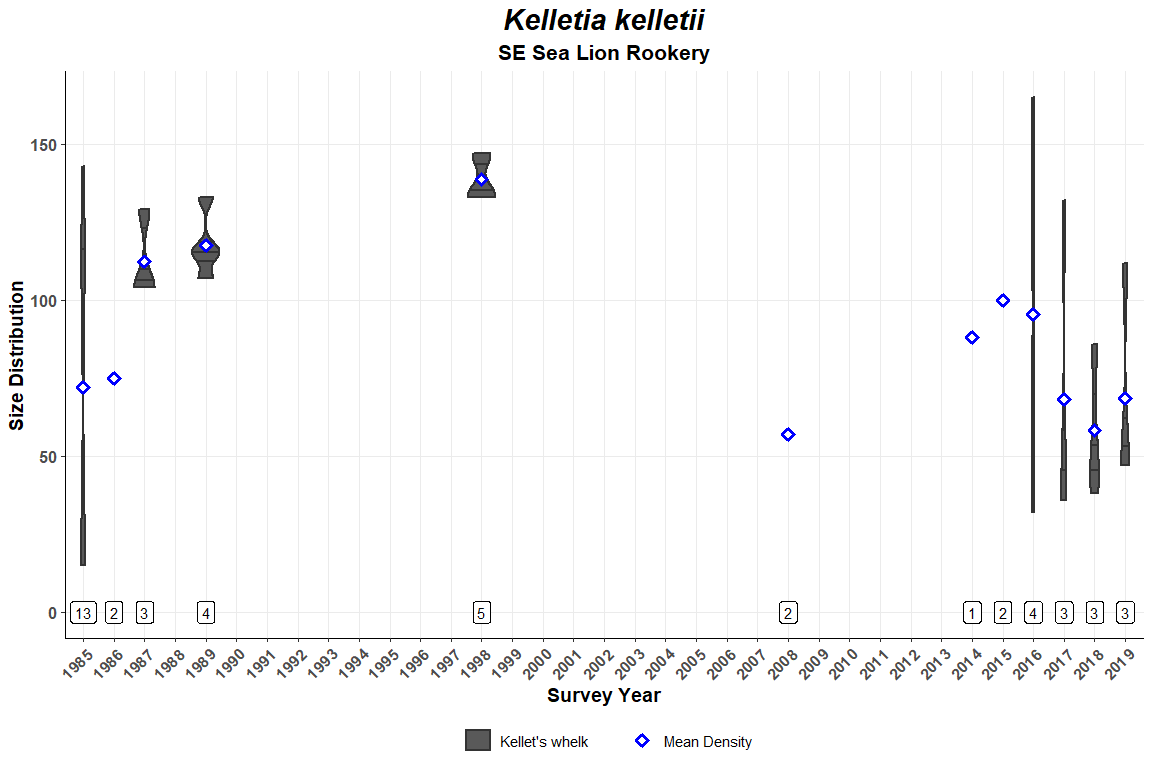 Kelletia kelletii
SE Sea Lion Rookery
Size Distribution
150
100
50
0
13 2 3 4 5 2 1 2 4 3 3 3
1985 1986 1987 1988 1989 1990 1991 1992 1993 1994 1995 1996 1997 1998 1999 2000 2001 2002 2003 2004 2005 2006 2007 2008 2009 2010 2011 2012 2013 2014 2015 2016 2017 2018 2019
Survey Year
Kellet's whelk Mean Density